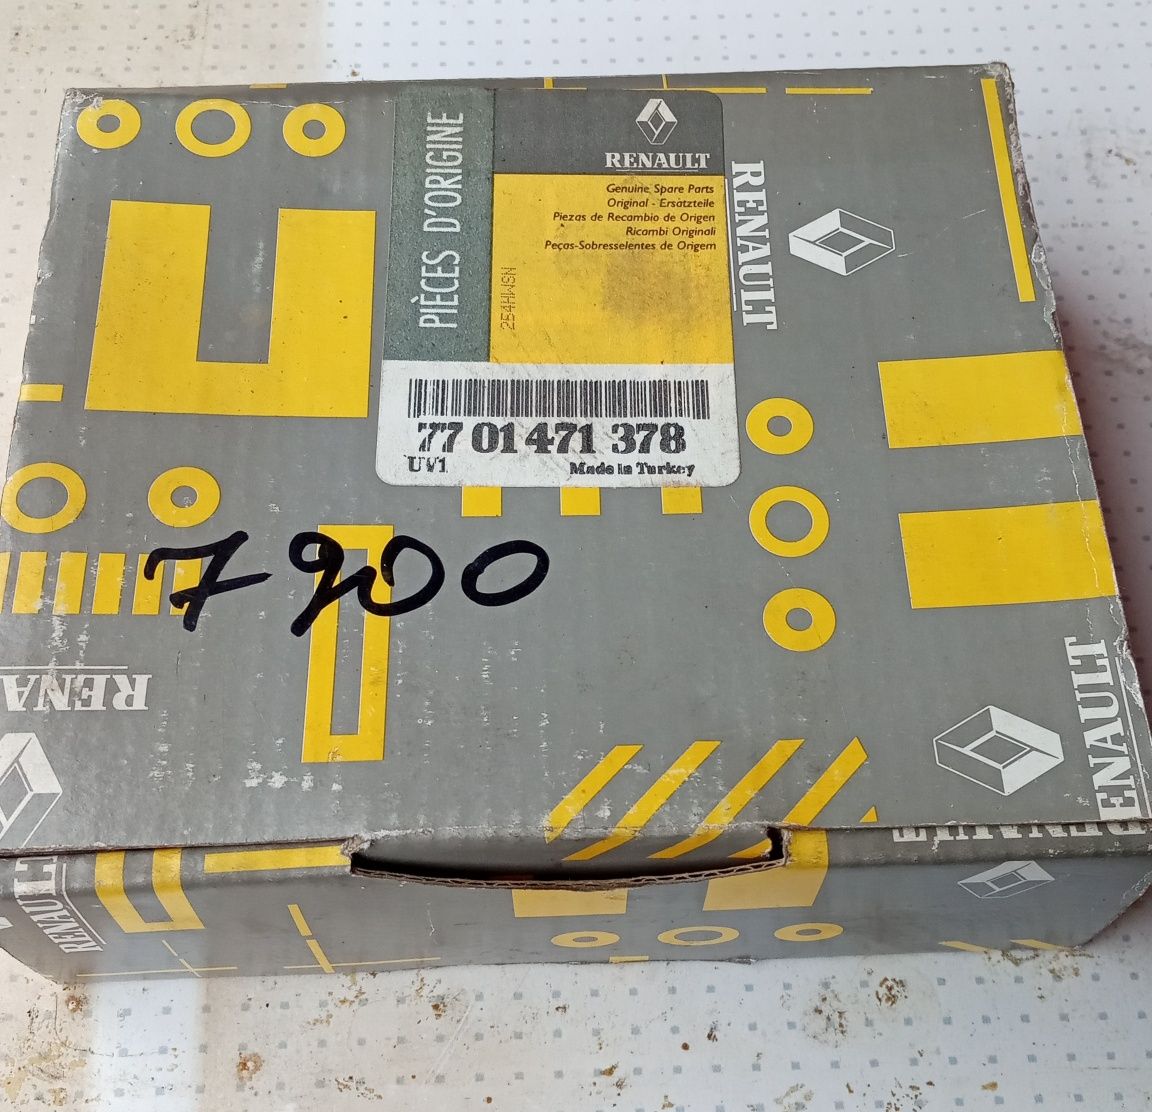 PIÈCES D'ORIGINE
RENAULT
Genuine Spare Parts
Original - Ersatzteile
Piezas de Recambio de Origen
Ricambi Originali
Peças-Sobresselentes de Origem
77 01 471 378
UV1 Made in Turkey
RENAULT
7900
RENA
RENAULT
RENAULT
RENAULT